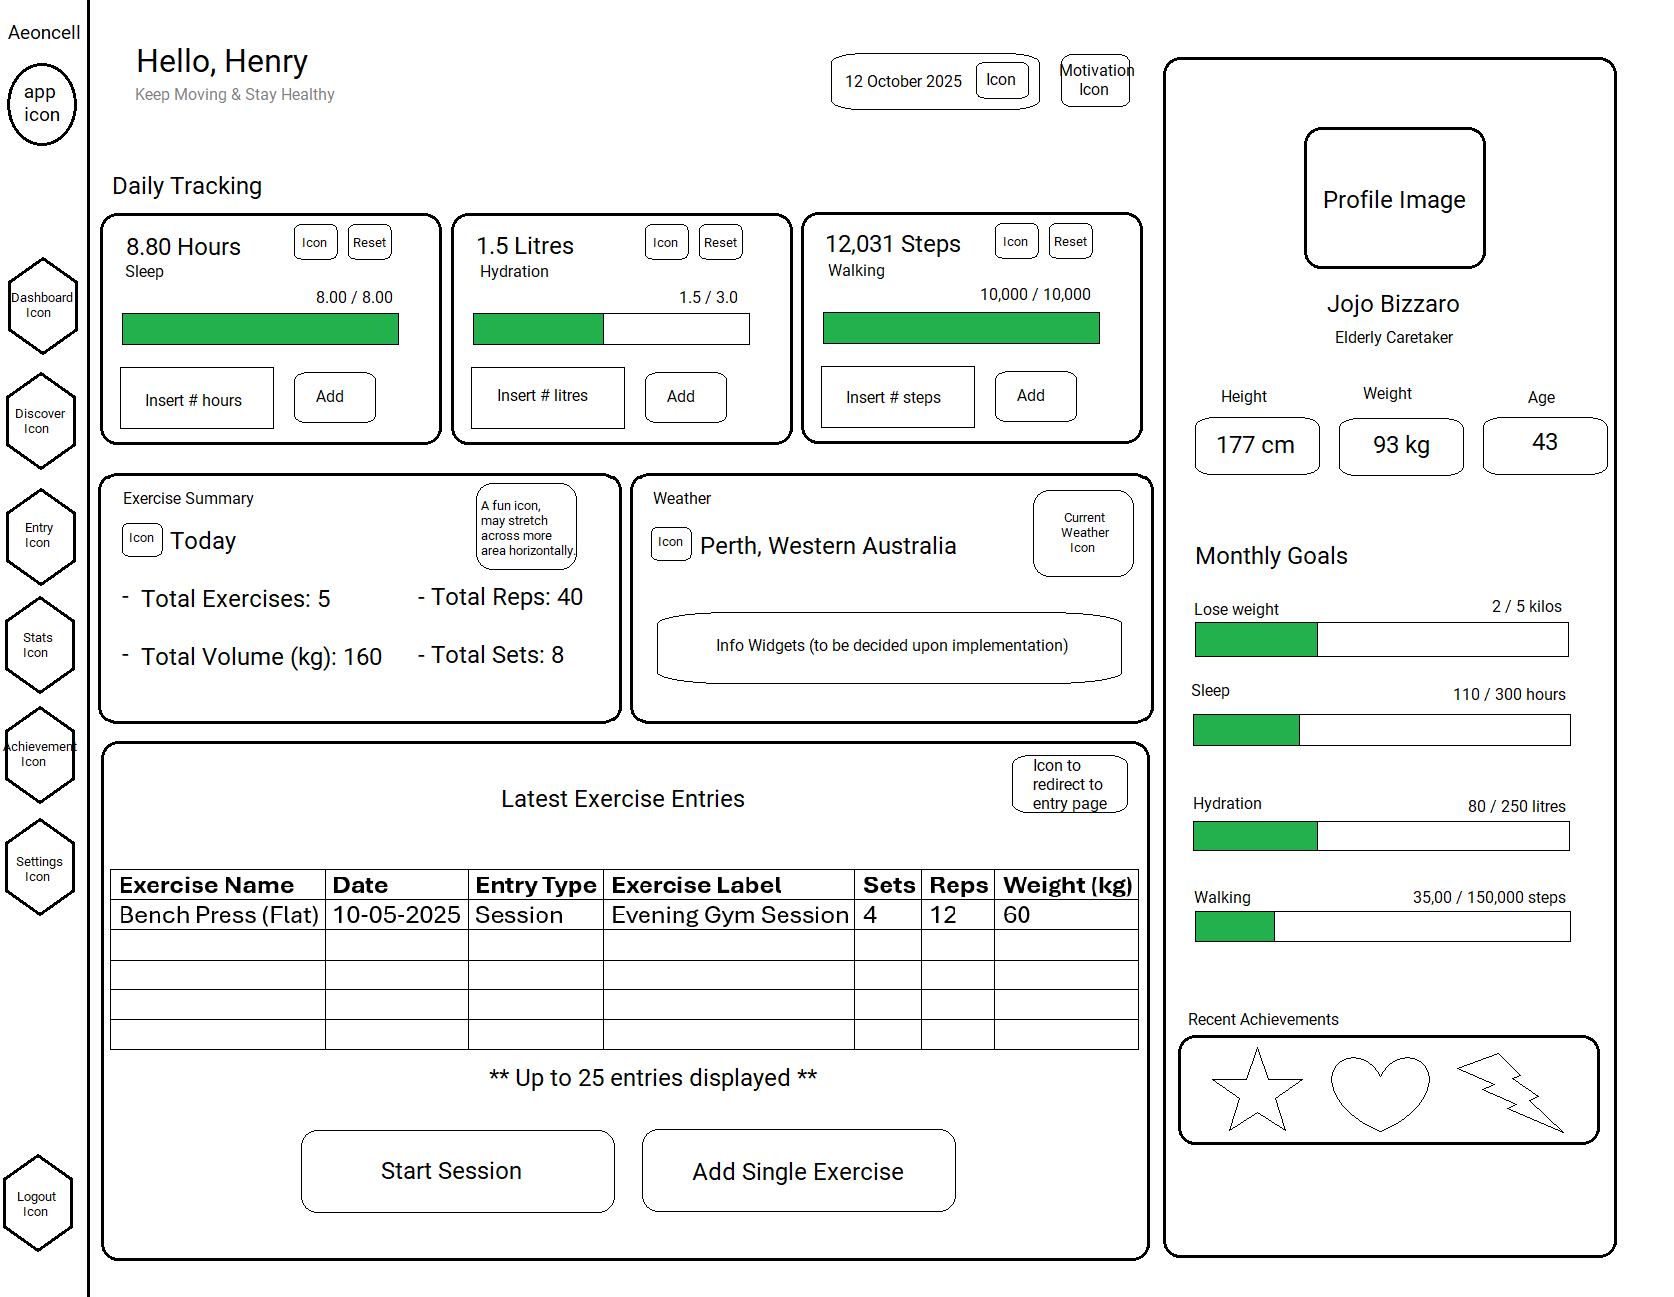 Aeoncell
app
icon
Dashboard
Icon
Discover
Icon
Entry
Icon
Stats
Icon
Achievement
Icon
Settings
Icon
Logout
Icon
Hello, Henry
Keep Moving & Stay Healthy
12 October 2025
Icon
Motivation
Icon
Daily Tracking
8.80 Hours
Icon
Reset
Sleep
8.00 / 8.00
Insert # hours
Add
1.5 Litres
Icon
Reset
Hydration
1.5 / 3.0
Insert # litres
Add
12,031 Steps
Icon
Reset
Walking
10,000 / 10,000
Insert # steps
Add
Exercise Summary
A fun icon,
may stretch
across more
area horizontally.
Icon
Today
- Total Exercises: 5
- Total Reps: 40
- Total Volume (kg): 160
- Total Sets: 8
Weather
Current
Weather
Icon
Icon
Perth, Western Australia
Info Widgets (to be decided upon implementation)
Latest Exercise Entries
Icon to
redirect to
entry page
Exercise Name Date Entry Type Exercise Label Sets Reps Weight (kg)
Bench Press (Flat) 10-05-2025 Session Evening Gym Session 4 12 60
** Up to 25 entries displayed **
Start Session
Add Single Exercise
Profile Image
Jojo Bizzaro
Elderly Caretaker
Height
Weight
Age
177 cm
93 kg
43
Monthly Goals
Lose weight
2 / 5 kilos
Sleep
110 / 300 hours
Hydration
80 / 250 litres
Walking
35,00 / 150,000 steps
Recent Achievements